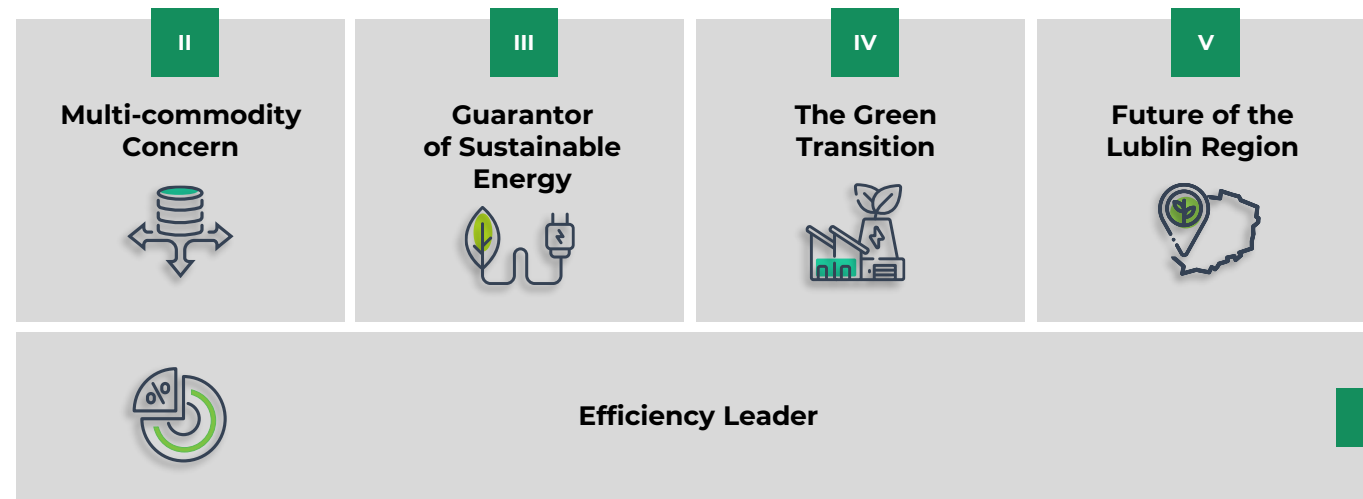 II
III
IV
V
Multi-commodity
Concern
Guarantor
of Sustainable
Energy
The Green
Transition
Future of the
Lublin Region
%
Efficiency Leader